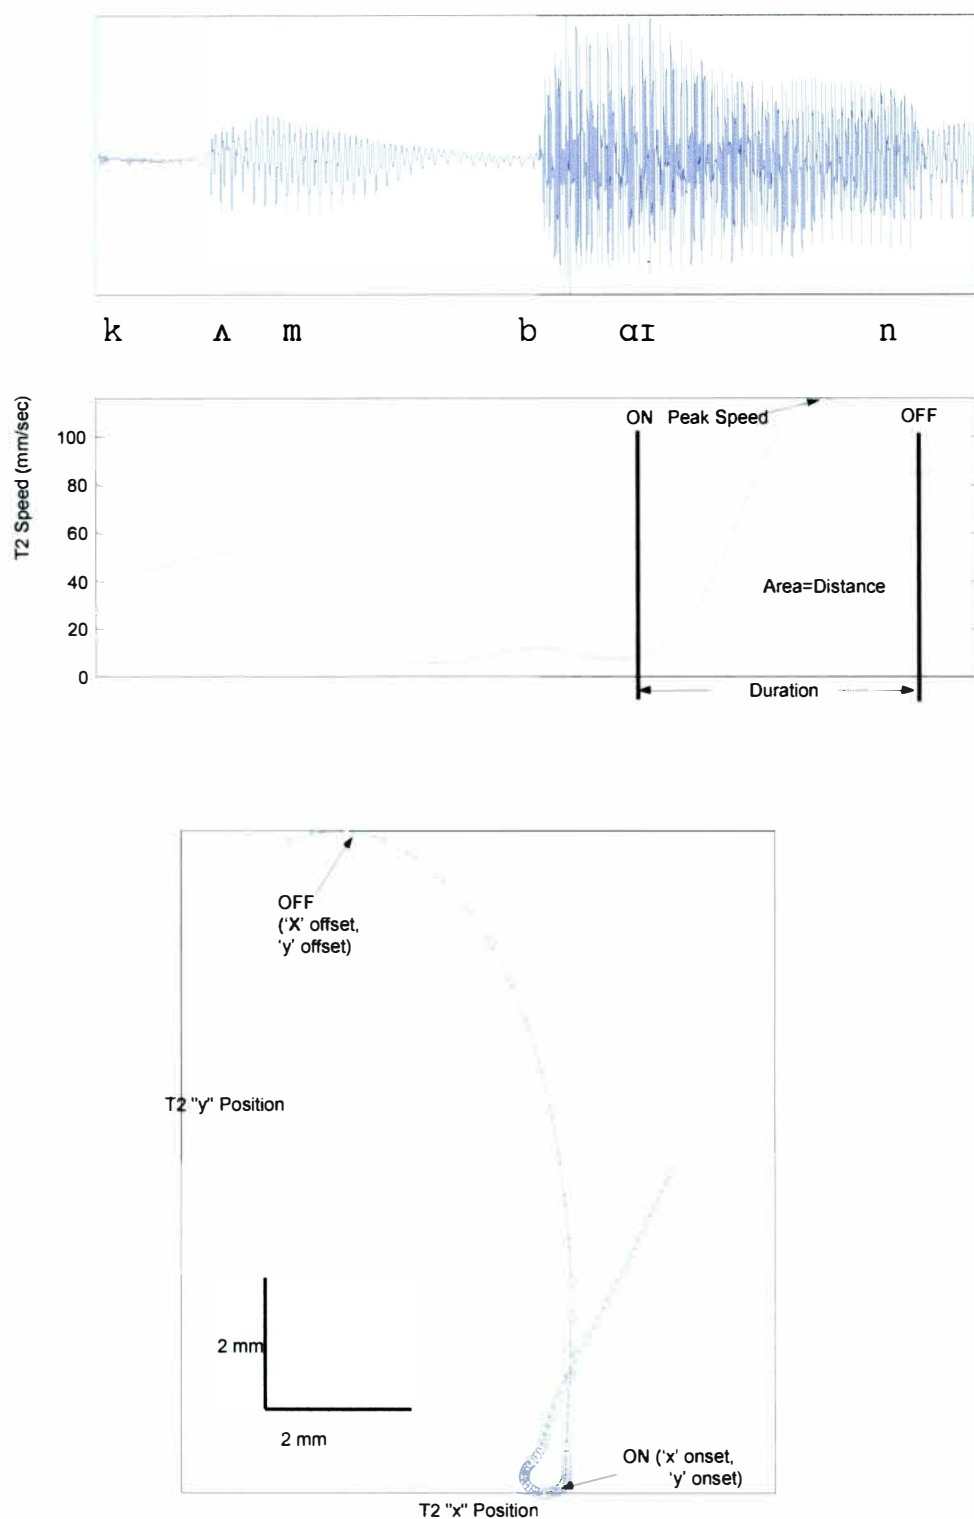 k ʌ m b ɑɪ n
T2 Speed (mm/sec)
100
80
60
40
20
0
ON Peak Speed OFF
Area=Distance
Duration
OFF
(‘X’ offset,
‘y’ offset)
T2 "y" Position
2 mm
2 mm
ON (‘x’ onset,
‘y’ onset)
T2 "x" Position